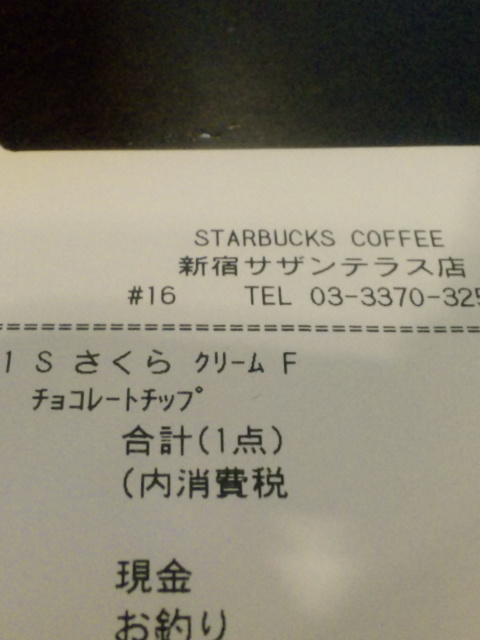 STARBUCKS COFFEE
新宿サザンテラス店
#16 TEL 03-3370-325
1 S さくら クリーム F
チョコレートチップ
合計(1点)
(内消費税
現金
お釣り